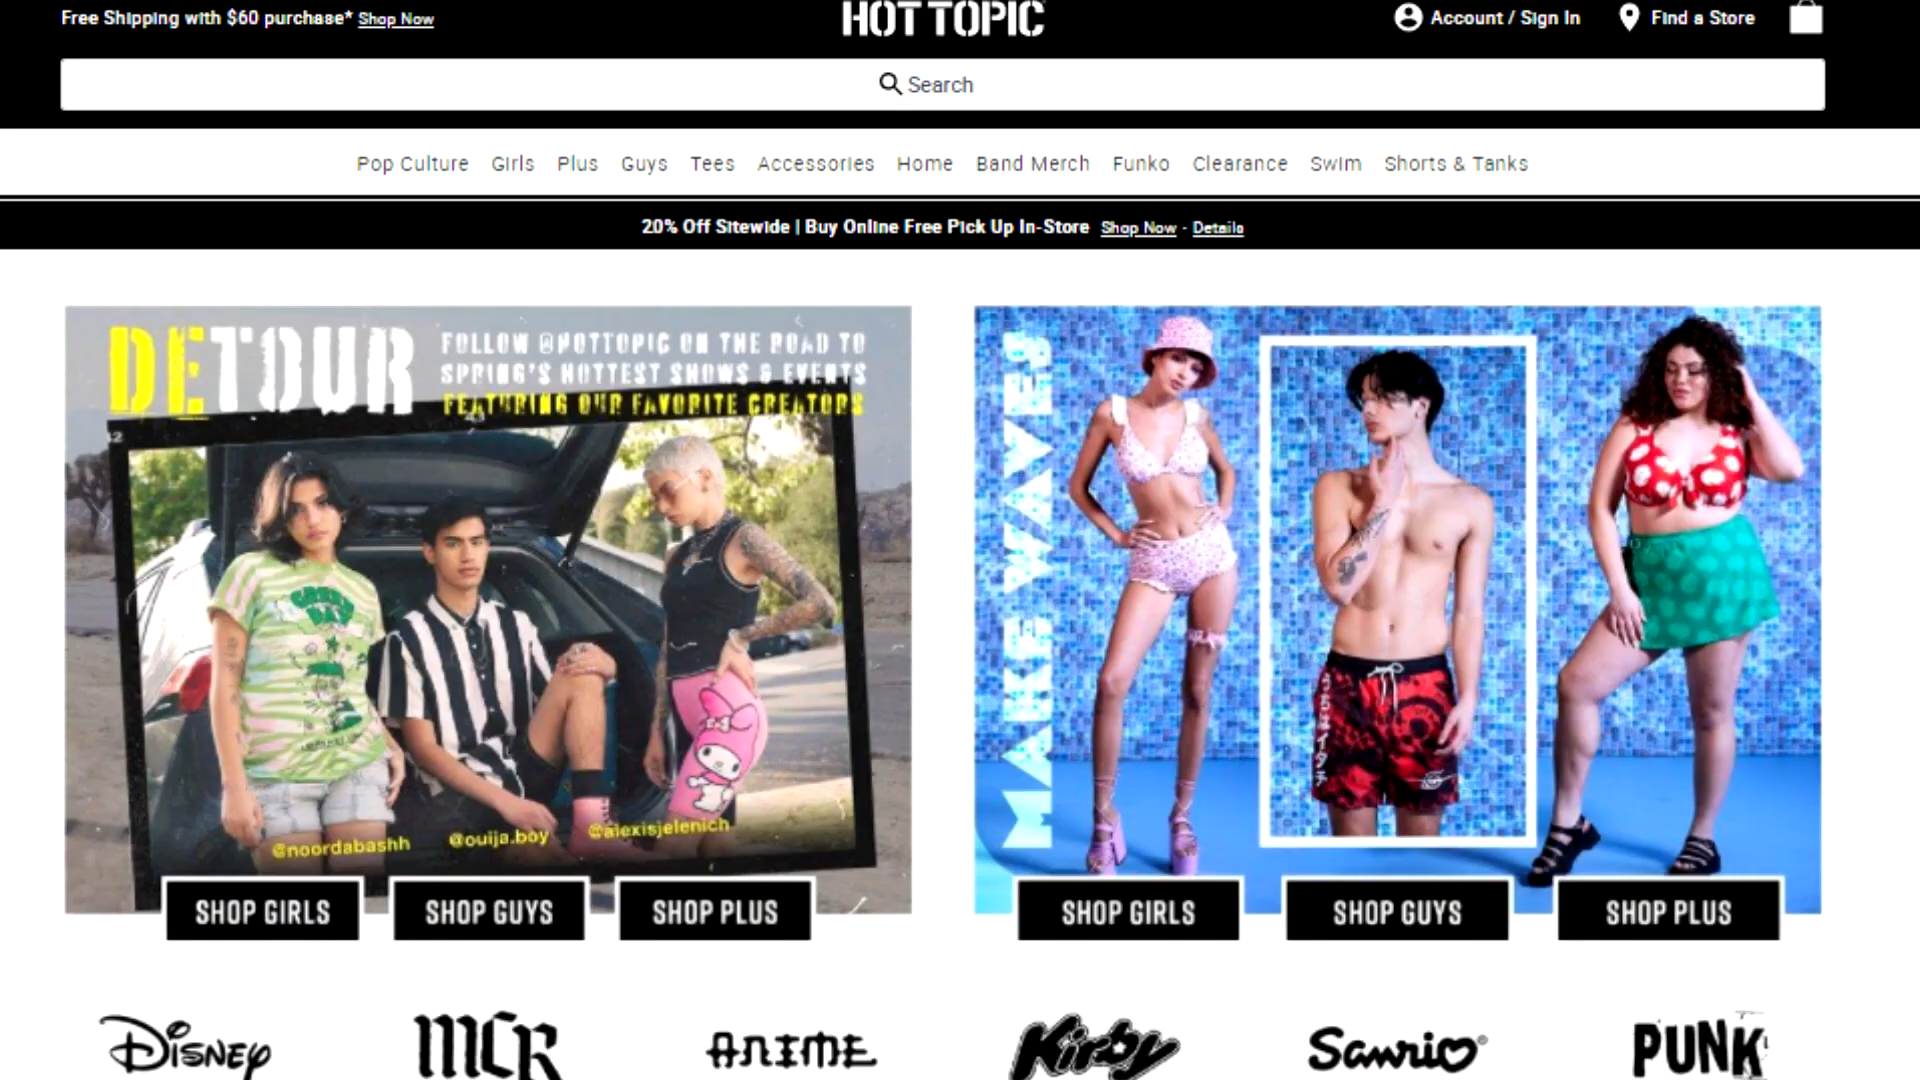 Free Shipping with $60 purchase* Shop Now
HOT TOPIC
Account / Sign In
Find a Store
Search
Pop Culture Girls Plus Guys Tees Accessories Home Band Merch Funko Clearance Swim Shorts & Tanks
20% Off Sitewide | Buy Online Free Pick Up In-Store Shop Now - Details
DETOUR
FOLLOW @HOTTOPIC ON THE ROAD TO
SPRING'S HOTTEST SHOWS & EVENTS
FEATURING OUR FAVORITE CREATORS
42
43
GREEN
DAY
@noordabashh @ouija.boy @alexisjelenich
SHOP GIRLS SHOP GUYS SHOP PLUS
MAKE WAVES
SHOP GIRLS SHOP GUYS SHOP PLUS
Disney MCR ANIME Kirby Sanrio® PUNK